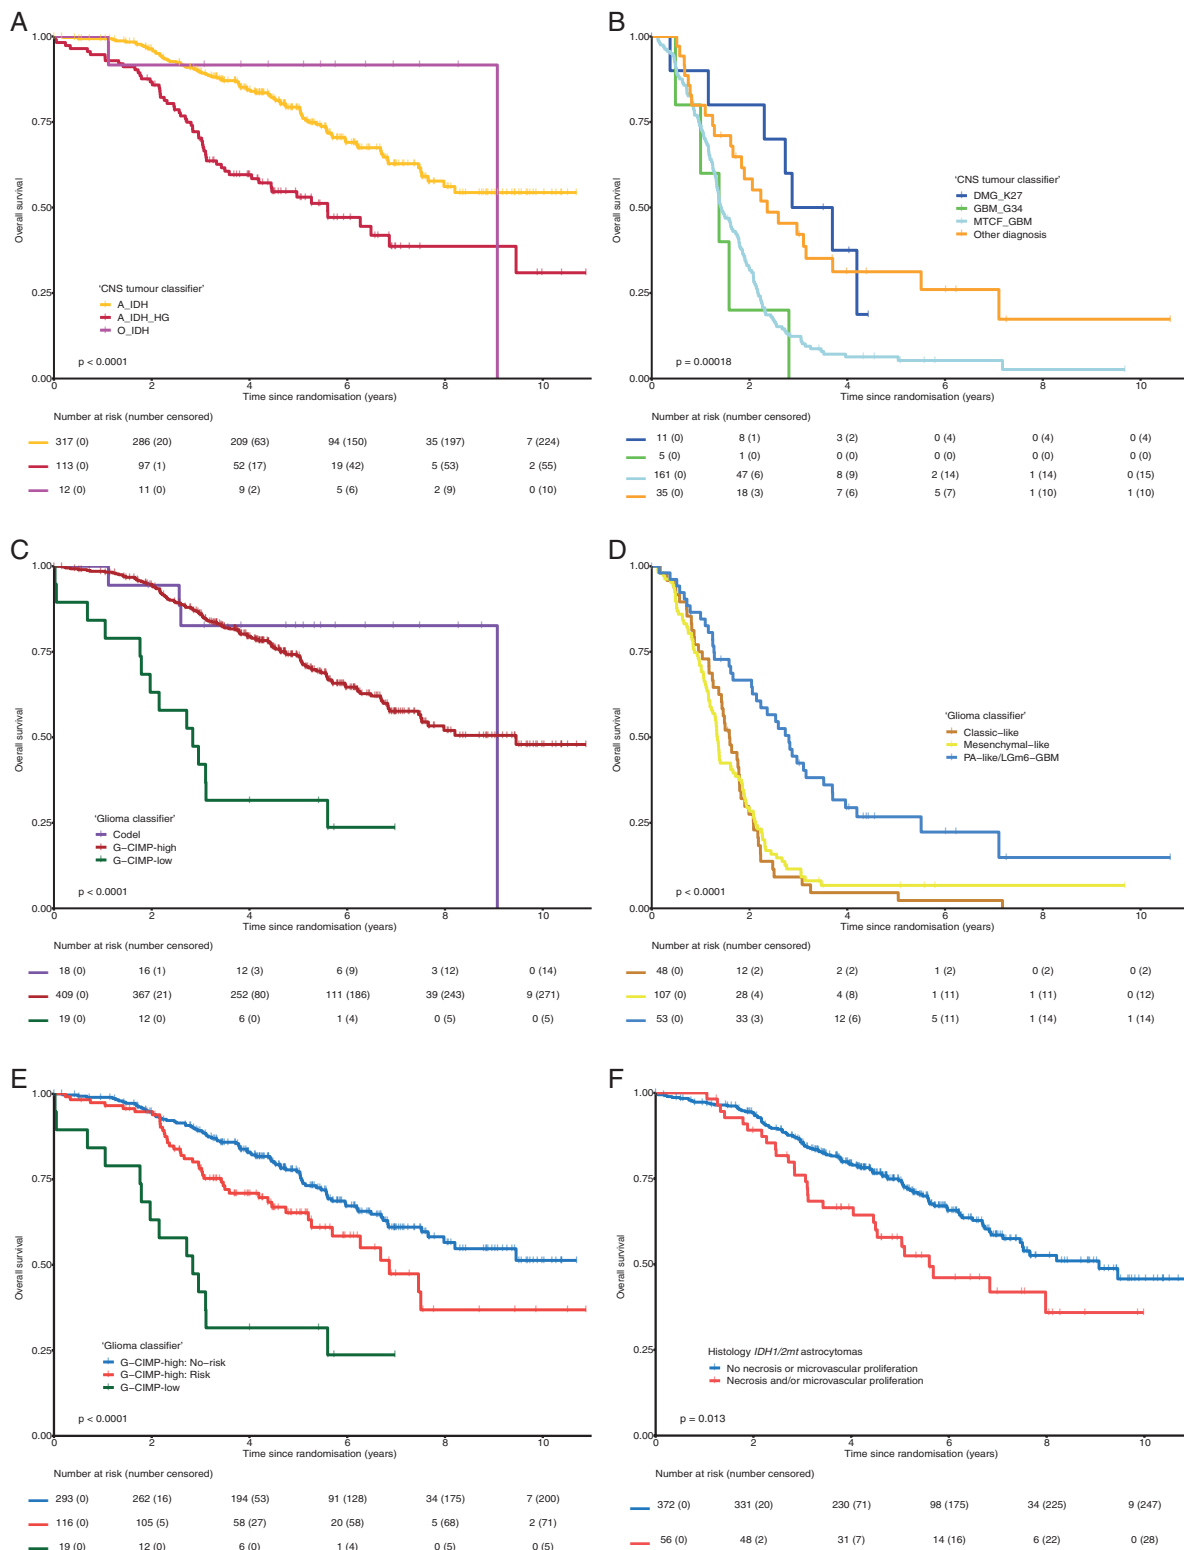 A
1.00
0.75
0.50
0.25
0.00
Overall survival
'CNS tumour classifier'
A_IDH
A_IDH_HG
O_IDH
p < 0.0001
0 2 4 6 8 10
Time since randomisation (years)
Number at risk (number censored)
317 (0) 286 (20) 209 (63) 94 (150) 35 (197) 7 (224)
113 (0) 97 (1) 52 (17) 19 (42) 5 (53) 2 (55)
12 (0) 11 (0) 9 (2) 5 (6) 2 (9) 0 (10)
B
1.00
0.75
0.50
0.25
0.00
Overall survival
'CNS tumour classifier'
DMG_K27
GBM_G34
MTCF_GBM
Other diagnosis
p = 0.00018
0 2 4 6 8 10
Time since randomisation (years)
Number at risk (number censored)
11 (0) 8 (1) 3 (2) 0 (4) 0 (4) 0 (4)
5 (0) 1 (0) 0 (0) 0 (0) 0 (0) 0 (0)
161 (0) 47 (6) 8 (9) 2 (14) 1 (14) 0 (15)
35 (0) 18 (3) 7 (6) 5 (7) 1 (10) 1 (10)
C
1.00
0.75
0.50
0.25
0.00
Overall survival
'Glioma classifier'
Codel
G-CIMP-high
G-CIMP-low
p < 0.0001
0 2 4 6 8 10
Time since randomisation (years)
Number at risk (number censored)
18 (0) 16 (1) 12 (3) 6 (9) 3 (12) 0 (14)
409 (0) 367 (21) 252 (80) 111 (186) 39 (243) 9 (271)
19 (0) 12 (0) 6 (0) 1 (4) 0 (5) 0 (5)
D
1.00
0.75
0.50
0.25
0.00
Overall survival
'Glioma classifier'
Classic-like
Mesenchymal-like
PA-like/LGm6-GBM
p < 0.0001
0 2 4 6 8 10
Time since randomisation (years)
Number at risk (number censored)
48 (0) 12 (2) 2 (2) 1 (2) 0 (2) 0 (2)
107 (0) 28 (4) 4 (8) 1 (11) 1 (11) 0 (12)
53 (0) 33 (3) 12 (6) 5 (11) 1 (14) 1 (14)
E
1.00
0.75
0.50
0.25
0.00
Overall survival
'Glioma classifier'
G-CIMP-high: No-risk
G-CIMP-high: Risk
G-CIMP-low
p < 0.0001
0 2 4 6 8 10
Time since randomisation (years)
Number at risk (number censored)
293 (0) 262 (16) 194 (53) 91 (128) 34 (175) 7 (200)
116 (0) 105 (5) 58 (27) 20 (58) 5 (68) 2 (71)
19 (0) 12 (0) 6 (0) 1 (4) 0 (5) 0 (5)
F
1.00
0.75
0.50
0.25
0.00
Overall survival
Histology IDH1/2mt astrocytomas
No necrosis or microvascular proliferation
Necrosis and/or microvascular proliferation
p = 0.013
0 2 4 6 8 10
Time since randomisation (years)
Number at risk (number censored)
372 (0) 331 (20) 230 (71) 98 (175) 34 (225) 9 (247)
56 (0) 48 (2) 31 (7) 14 (16) 6 (22) 0 (28)